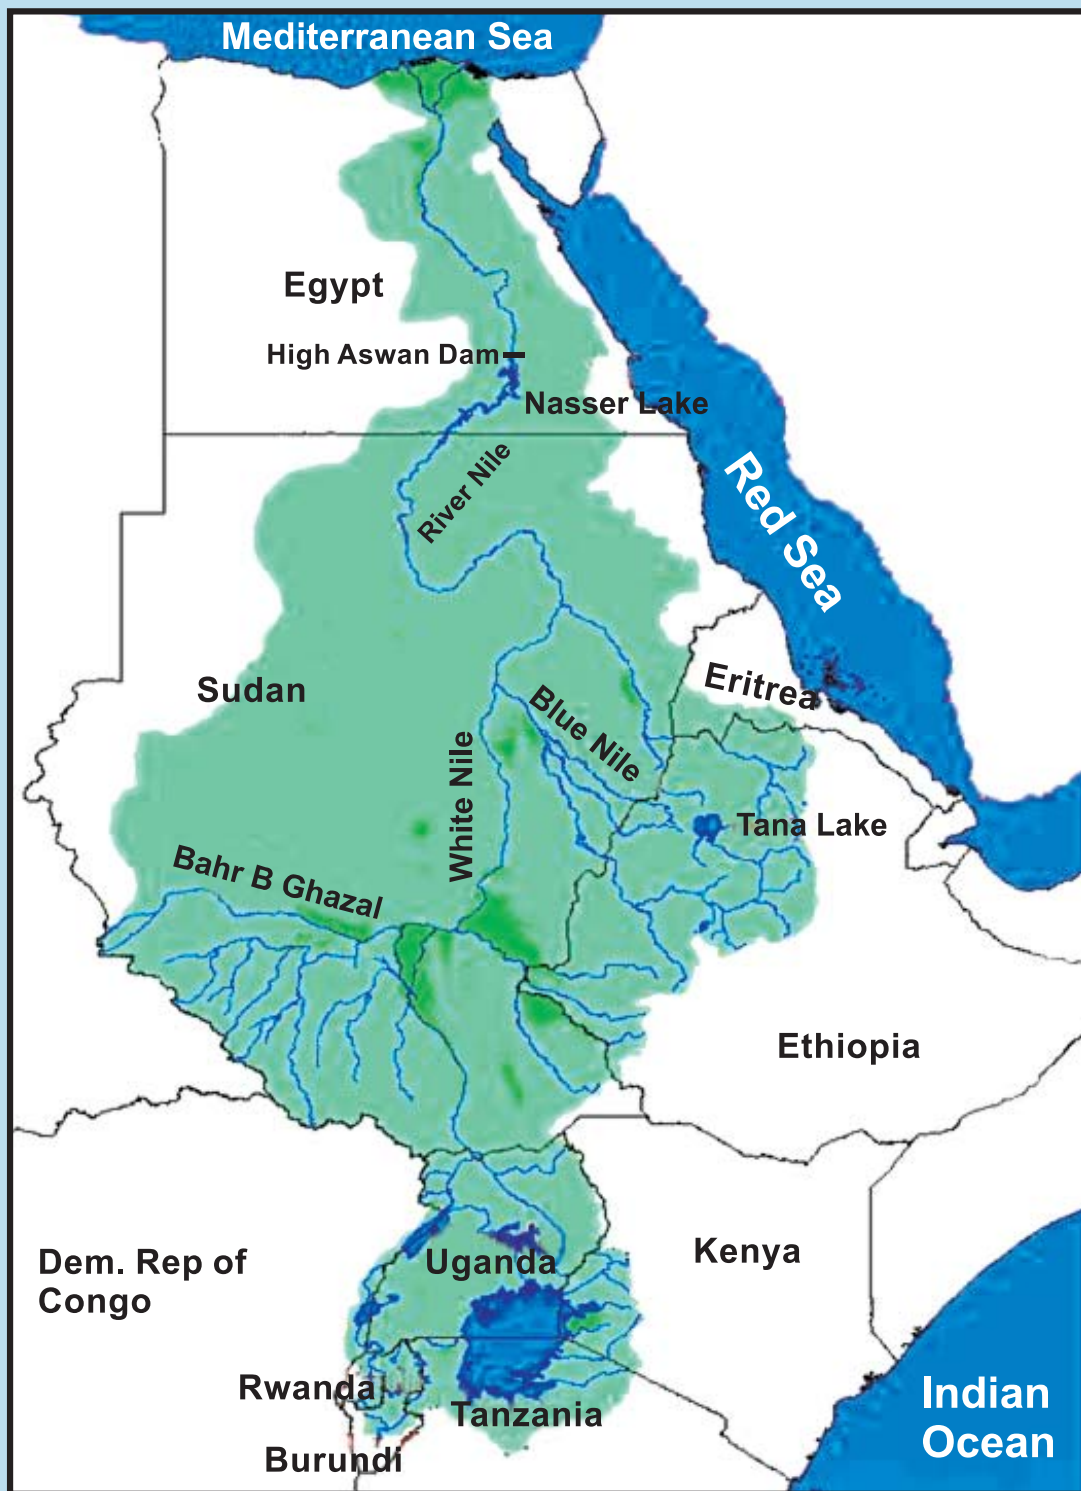 Mediterranean Sea
Egypt
High Aswan Dam
Nasser Lake
River Nile
Red Sea
Eritrea
Sudan
Blue Nile
White Nile
Tana Lake
Bahr B Ghazal
Ethiopia
Dem. Rep of
Congo
Uganda
Kenya
Rwanda
Tanzania
Burundi
Indian
Ocean